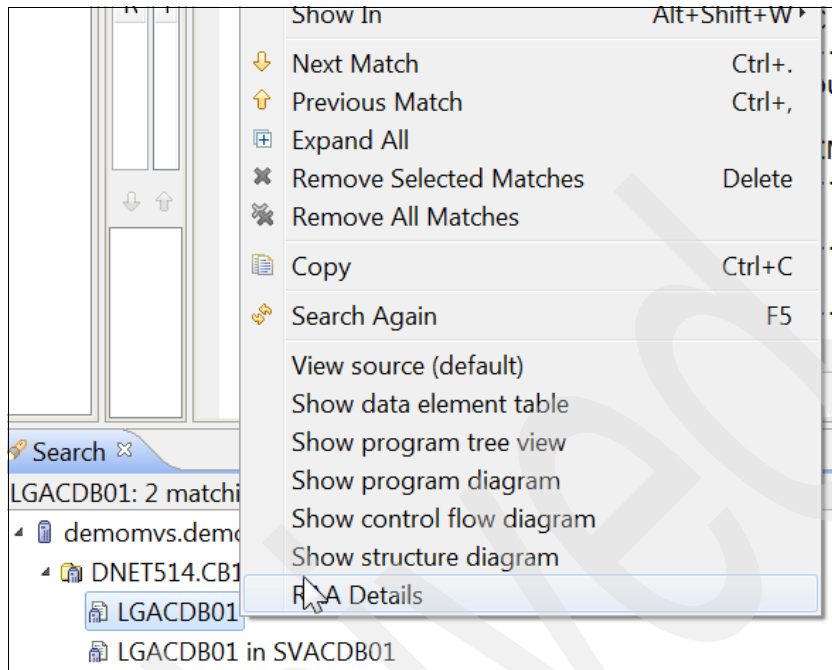 Show In Alt+Shift+W
Next Match Ctrl+.
Previous Match Ctrl+,
Expand All
Remove Selected Matches Delete
Remove All Matches
Copy Ctrl+C
Search Again F5
View source (default)
Show data element table
Show program tree view
Show program diagram
Show control flow diagram
Show structure diagram
RAA Details
Search
LGACDB01: 2 matchi
demomvs.demo
DNET514.CB1
LGACDB01
LGACDB01 in SVACDB01